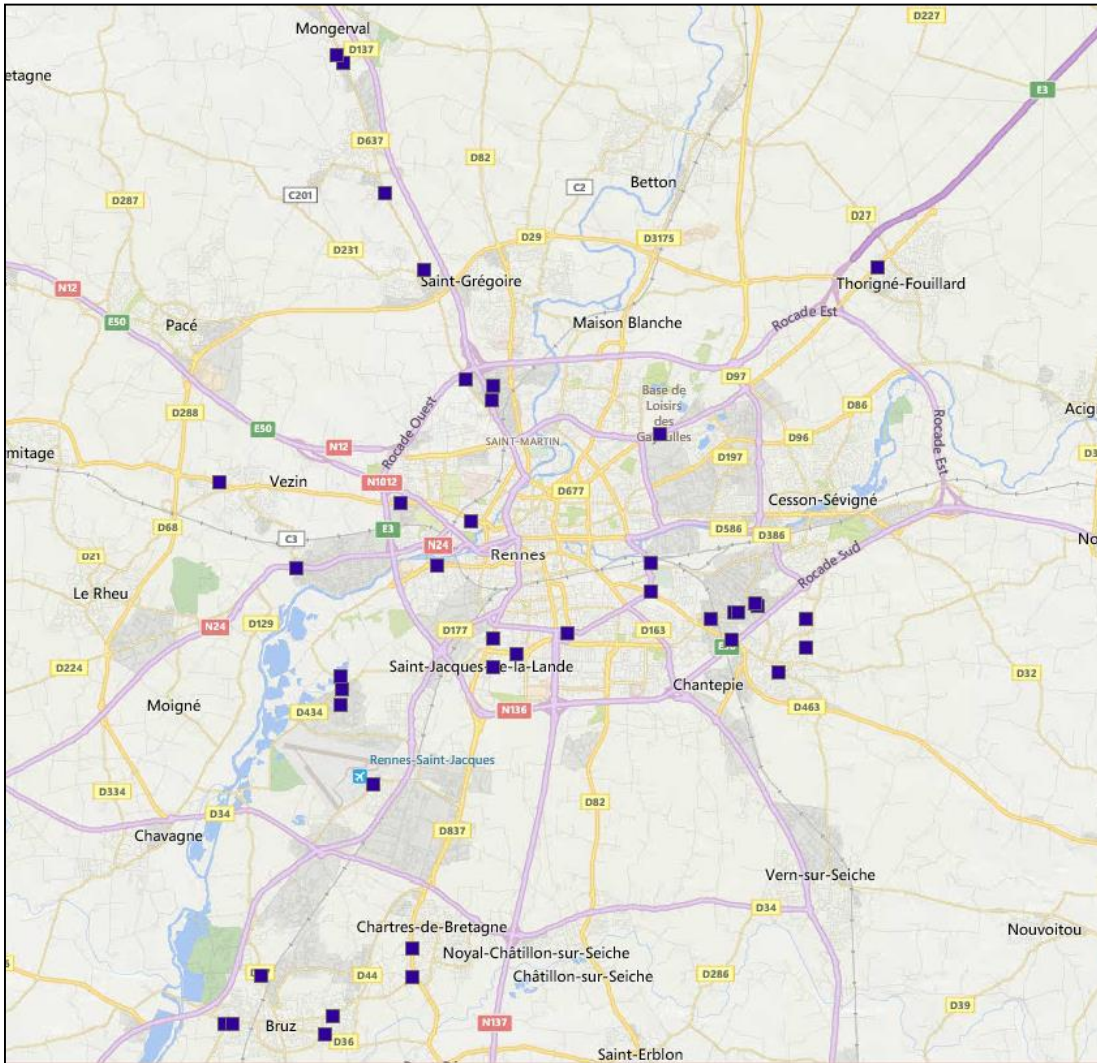 D227
Mongerval
D137
etagne
E3
D637
D82
C2
Betton
C201
D287
D27
D231
D29
D3175
Saint-Grégoire
Thorigné-Fouillard
N12
E50
Pacé
Maison Blanche
Rocade Est
D97
Base de
Loisirs
des
Rocade Ouest
D288
D86
Acig
E50
N12
SAINT-MARTIN
D96
Rocade Est
mitage
D197
D3
Vezin
N1012
D677
Cesson-Sévigné
D68
E3
D586
D386
C3
N24
Rennes
No
D21
Rocade Sud
Le Rheu
N24
D129
D177
D163
D224
Saint-Jacques-de-la-Lande
D32
Chantepie
Moigné
D434
N136
D463
Rennes-Saint-Jacques
D334
D34
D82
Chavagne
D837
Vern-sur-Seiche
D34
Chartres-de-Bretagne
Nouvoitou
Noyal-Châtillon-sur-Seiche
D44
Châtillon-sur-Seiche
D286
D39
Bruz
N137
D36
Saint-Erblon